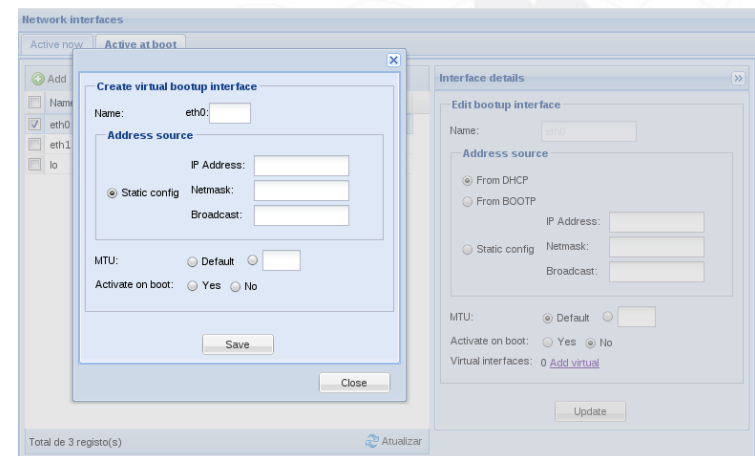 Network interfaces
Active now
Active at boot
Add
Name
eth0
eth1
lo
Create virtual bootup interface
Name: eth0:
Address source
IP Address:
Static config Netmask:
Broadcast:
MTU: Default
Activate on boot: Yes No
Save
Close
Total de 3 registo(s)
Atualizar
Interface details
Edit bootup interface
Name: eth0
Address source
From DHCP
From BOOTP
IP Address:
Static config Netmask:
Broadcast:
MTU: Default
Activate on boot: Yes No
Virtual interfaces: 0 Add virtual
Update